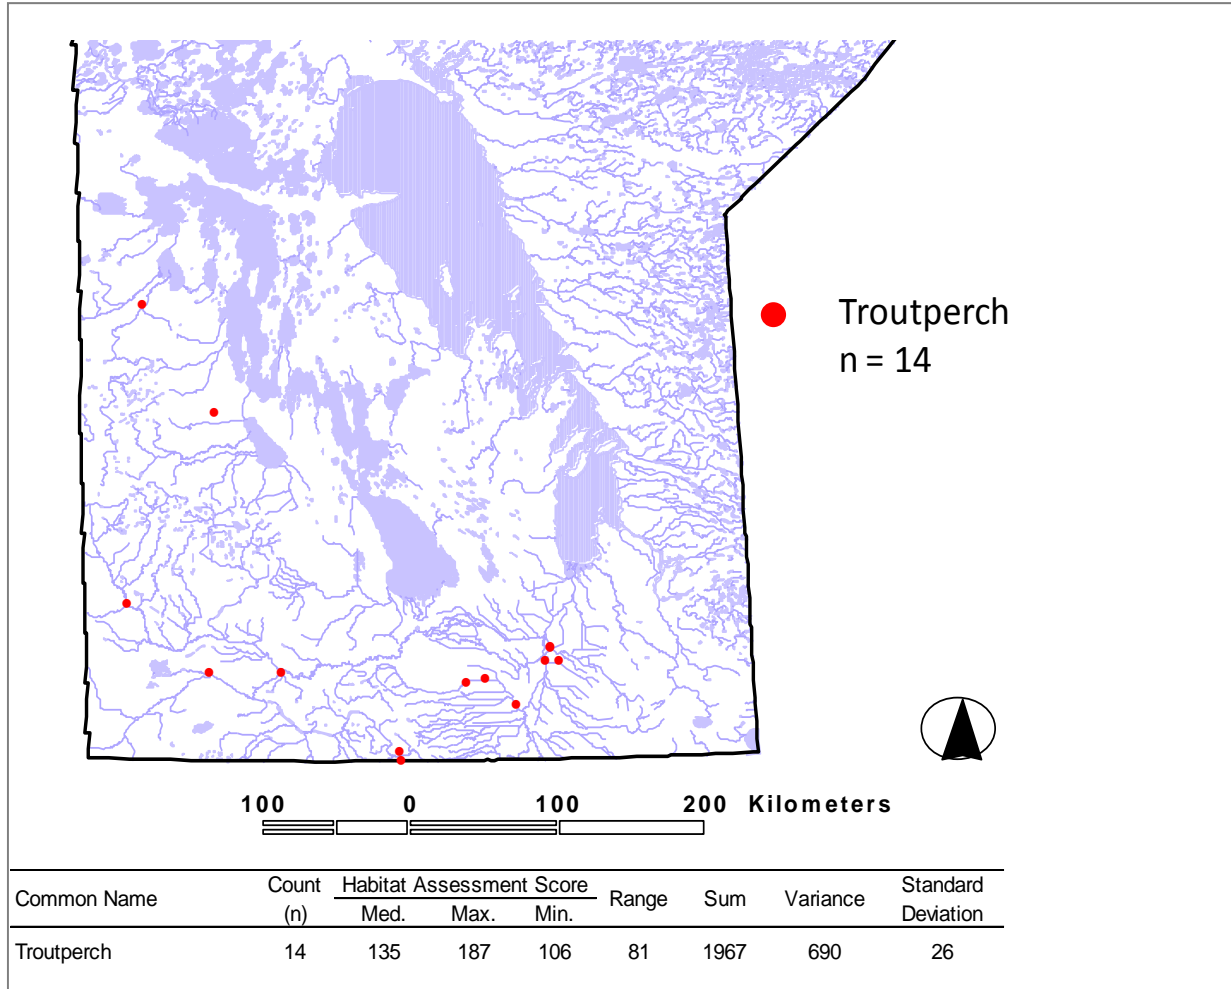 Troutperch
n = 14
100 0 100 200 Kilometers
Common Name Count (n) Habitat Assessment Score Med. Max. Min. Range Sum Variance Standard Deviation
Troutperch 14 135 187 106 81 1967 690 26